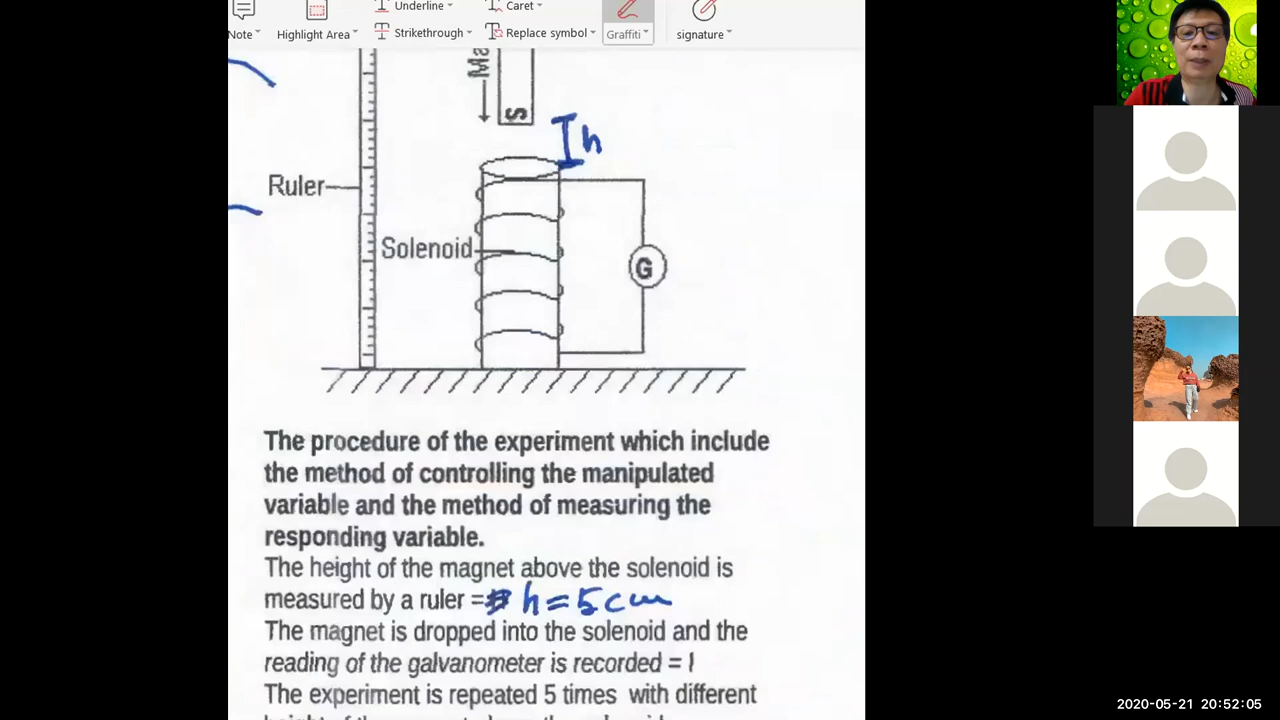 Underline
Caret
Note
Highlight Area
Strikethrough
Replace symbol
Graffiti
signature
Ma
S
h
Ruler
Solenoid
G
The procedure of the experiment which include
the method of controlling the manipulated
variable and the method of measuring the
responding variable.
The height of the magnet above the solenoid is
measured by a ruler = h = 5 cm
The magnet is dropped into the solenoid and the
reading of the galvanometer is recorded = I
The experiment is repeated 5 times with different
2020-05-21 20:52:05